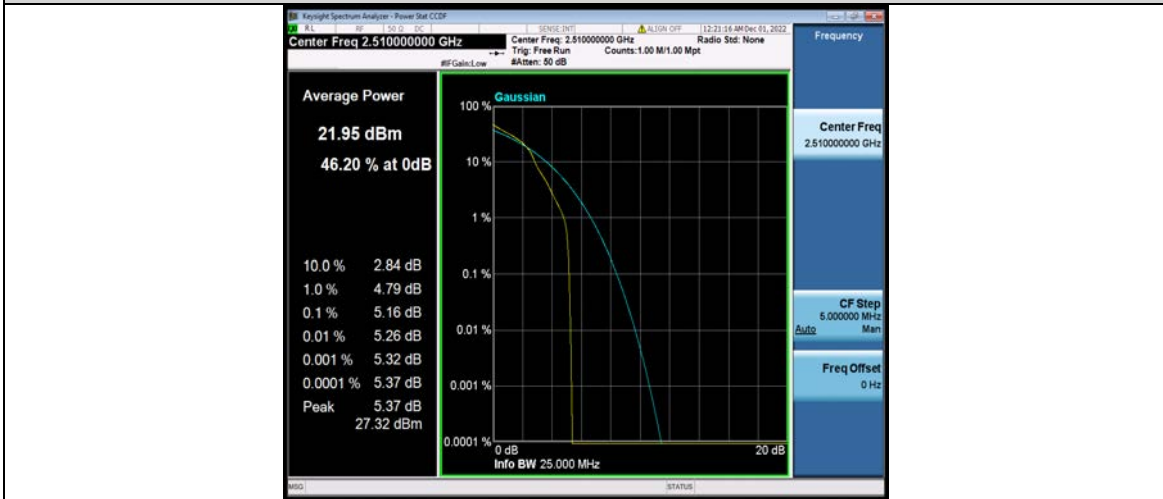 Keysight Spectrum Analyzer - Power Stat CCDF
RL RF 50 Ω DC SENSE:INT ALIGN OFF 12:21:16 AM Dec 01, 2022
Center Freq 2.510000000 GHz
Center Freq: 2.510000000 GHz Radio Std: None
Trig: Free Run Counts:1.00 M/1.00 Mpt
#IFGain:Low #Atten: 50 dB
Frequency
Average Power
21.95 dBm
46.20 % at 0dB
10.0 % 2.84 dB
1.0 % 4.79 dB
0.1 % 5.16 dB
0.01 % 5.26 dB
0.001 % 5.32 dB
0.0001 % 5.37 dB
Peak 5.37 dB
27.32 dBm
Gaussian
100 %
10 %
1 %
0.1 %
0.01 %
0.001 %
0.0001 %
0 dB 20 dB
Info BW 25.000 MHz
Center Freq
2.510000000 GHz
CF Step
5.000000 MHz
Auto Man
Freq Offset
0 Hz
MSG STATUS